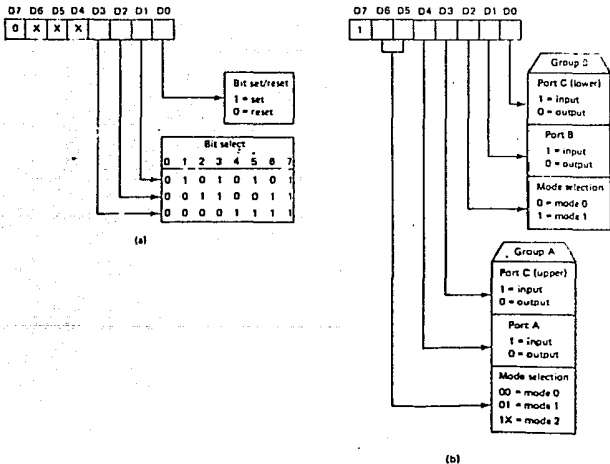 D7 D6 D5 D4 D3 D2 D1 D0
0 X X X
Bit set/reset
1 = set
0 = reset
Bit select
0 1 2 3 4 5 6 7
0 1 0 1 0 1 0 1
0 0 1 1 0 0 1 1
0 0 0 0 1 1 1 1
(a)
D7 D6 D5 D4 D3 D2 D1 D0
1
Group B
Port C (lower)
1 = input
0 = output
Port B
1 = input
0 = output
Mode selection
0 = mode 0
1 = mode 1
Group A
Port C (upper)
1 = input
0 = output
Port A
1 = input
0 = output
Mode selection
00 = mode 0
01 = mode 1
1X = mode 2
(b)